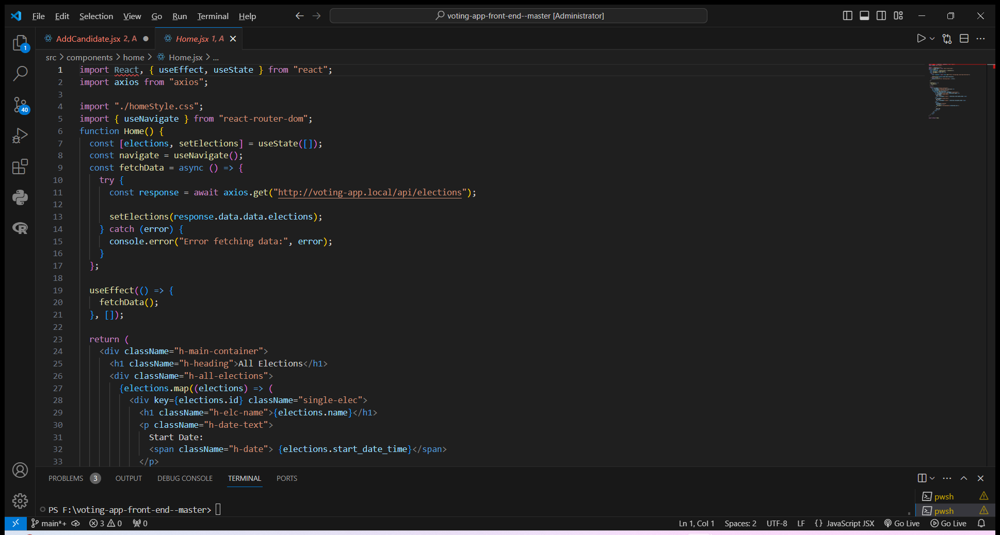 File Edit Selection View Go Run Terminal Help
voting-app-front-end--master [Administrator]
AddCandidate.jsx 2, A
Home.jsx 1, A
src > components > home > Home.jsx > ...
1 import React, { useEffect, useState } from "react";
2 import axios from "axios";
3
4 import "./homeStyle.css";
5 import { useNavigate } from "react-router-dom";
6 function Home() {
7 const [elections, setElections] = useState([]);
8 const navigate = useNavigate();
9 const fetchData = async () => {
10 try {
11 const response = await axios.get("http://voting-app.local/api/elections");
12
13 setElections(response.data.data.elections);
14 } catch (error) {
15 console.error("Error fetching data:", error);
16 }
17 };
18
19 useEffect(() => {
20 fetchData();
21 }, []);
22
23 return (
24 <div className="h-main-container">
25 <h1 className="h-heading">All Elections</h1>
26 <div className="h-all-elections">
27 {elections.map((elections) => (
28 <div key={elections.id} className="single-elec">
29 <h1 className="h-elc-name">{elections.name}</h1>
30 <p className="h-date-text">
31 Start Date:
32 <span className="h-date"> {elections.start_date_time}</span>
33 </p>
1
40
PROBLEMS 3 OUTPUT DEBUG CONSOLE TERMINAL PORTS
PS F:\voting-app-front-end--master>
pwsh
pwsh
main*+ 3 0 0
Ln 1, Col 1 Spaces: 2 UTF-8 LF {} JavaScript JSX Go Live Go Live